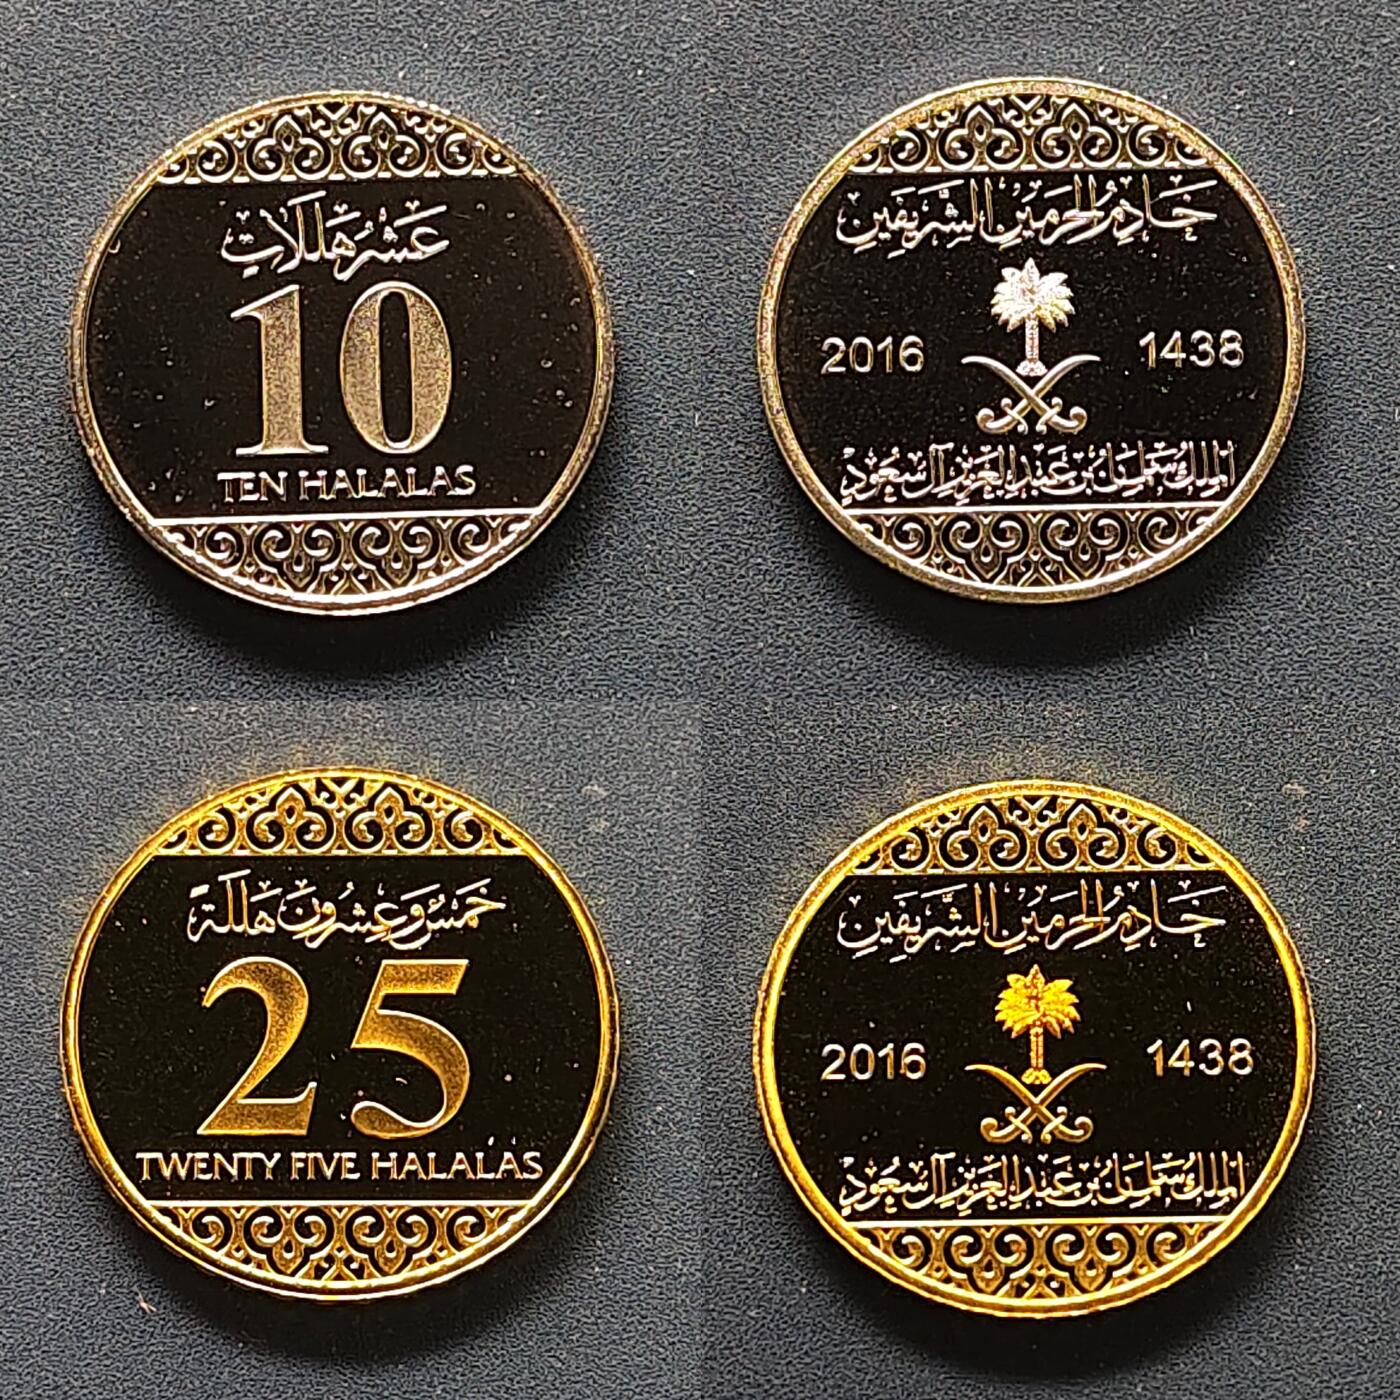 عشر هللات
10
TEN HALALAS
خادم الحرمين الشريفين
2016 1438
الملك سلمان بن عبد العزيز آل سعود
خمس وعشرون هللة
25
TWENTY FIVE HALALAS
خادم الحرمين الشريفين
2016 1438
الملك سلمان بن عبد العزيز آل سعود